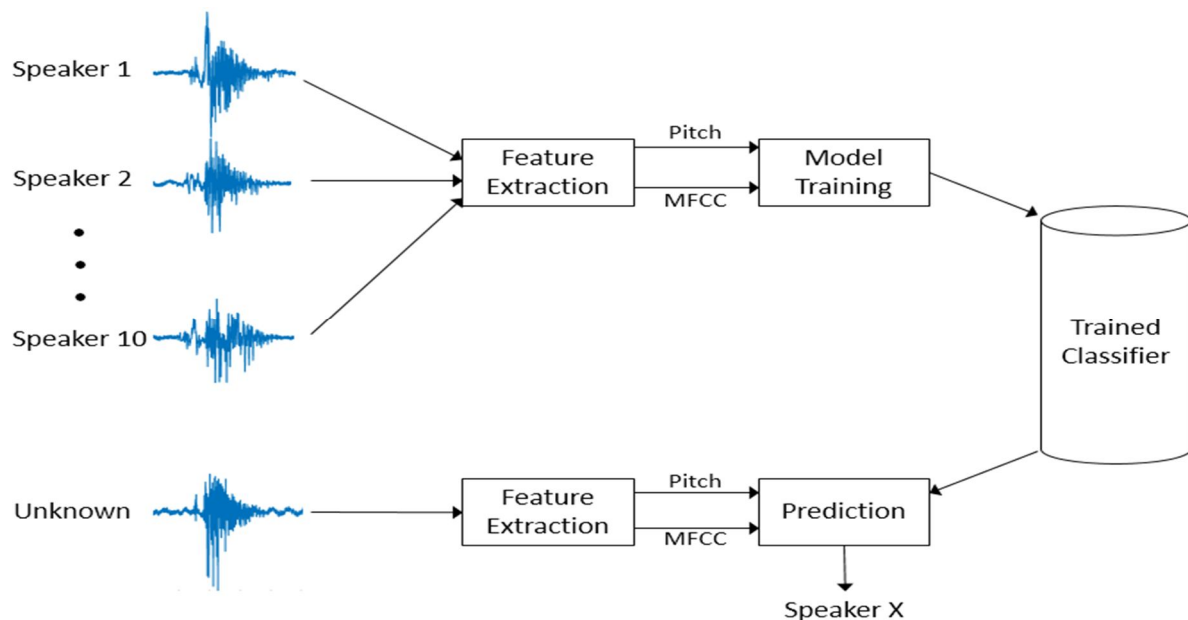 Speaker 1
Speaker 2
Speaker 10
Feature
Extraction
Pitch
MFCC
Model
Training
Trained
Classifier
Unknown
Feature
Extraction
Pitch
MFCC
Prediction
Speaker X